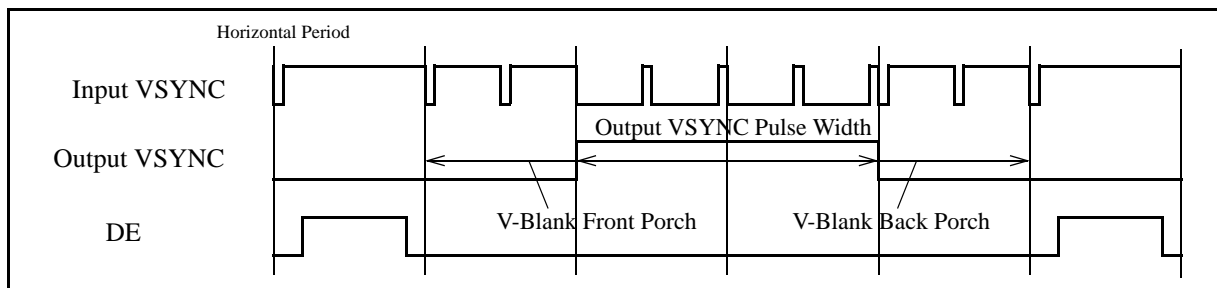 Horizontal Period
Input VSYNC
Output VSYNC Pulse Width
Output VSYNC
V-Blank Front Porch
V-Blank Back Porch
DE